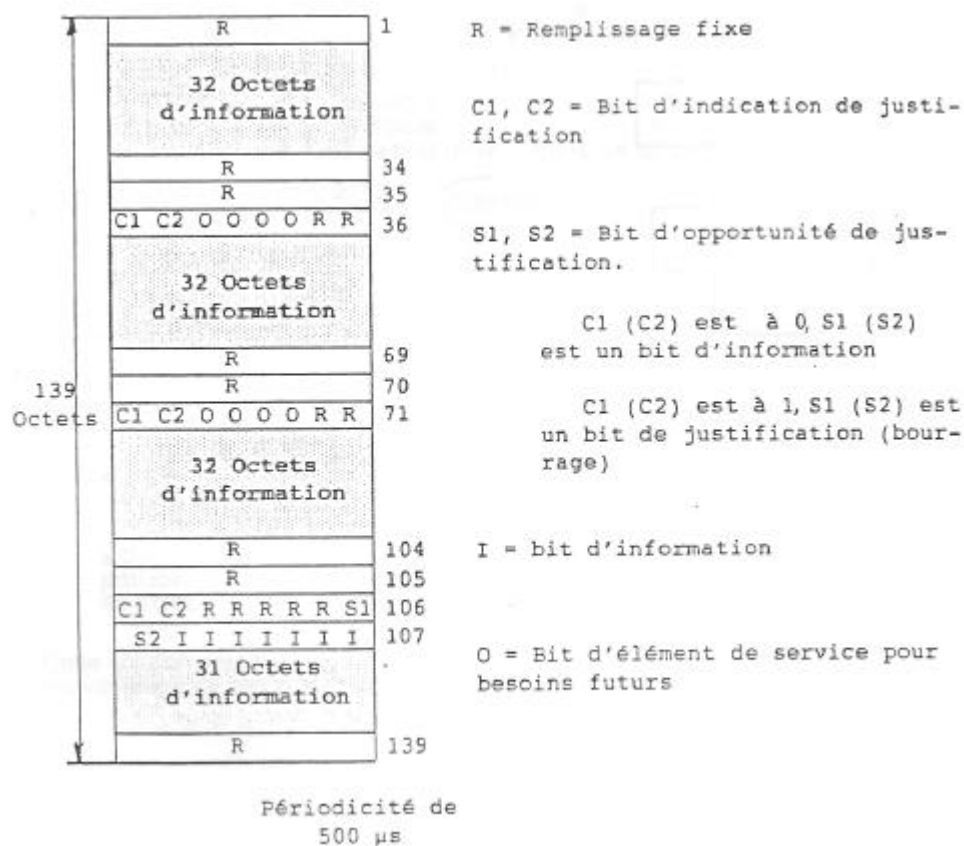 R 1
32 Octets
d'information
R 34
R 35
C1 C2 O O O O R R 36
32 Octets
d'information
R 69
R 70
139
Octets
C1 C2 O O O O R R 71
32 Octets
d'information
R 104
R 105
C1 C2 R R R R R S1 106
S2 I I I I I I I 107
31 Octets
d'information
R 139
Périodicité de
500 µs
R = Remplissage fixe
C1, C2 = Bit d'indication de justi-
fication
S1, S2 = Bit d'opportunité de jus-
tification.
C1 (C2) est à 0, S1 (S2)
est un bit d'information
C1 (C2) est à 1, S1 (S2) est
un bit de justification (bour-
rage)
I = bit d'information
O = Bit d'élément de service pour
besoins futurs